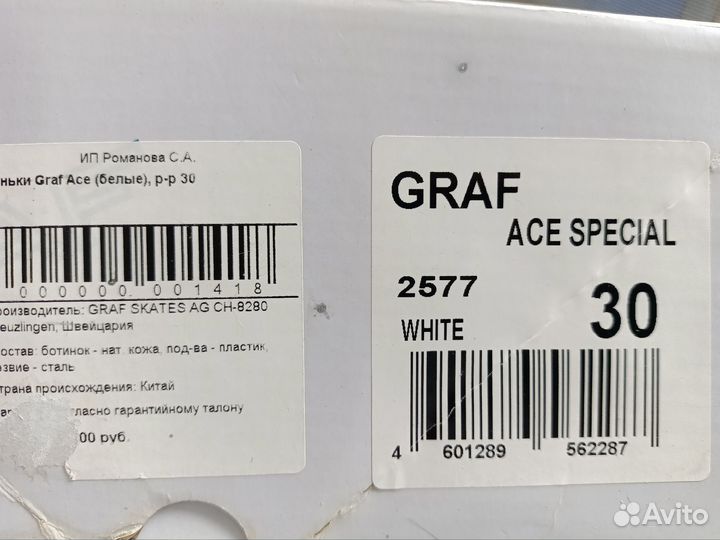 ИП Романова С.А.
ньки Graf Ace (белые), р-р 30
000000 001418
роизводитель: GRAF SKATES AG CH-8280
euzlingen, Швейцария
остав: ботинок - нат. кожа, под-ва - пластик,
езвие - сталь
трана происхождения: Китай
ласно гарантийному талону
00 руб.
GRAF
ACE SPECIAL
2577
WHITE
30
4 601289 562287
Avito